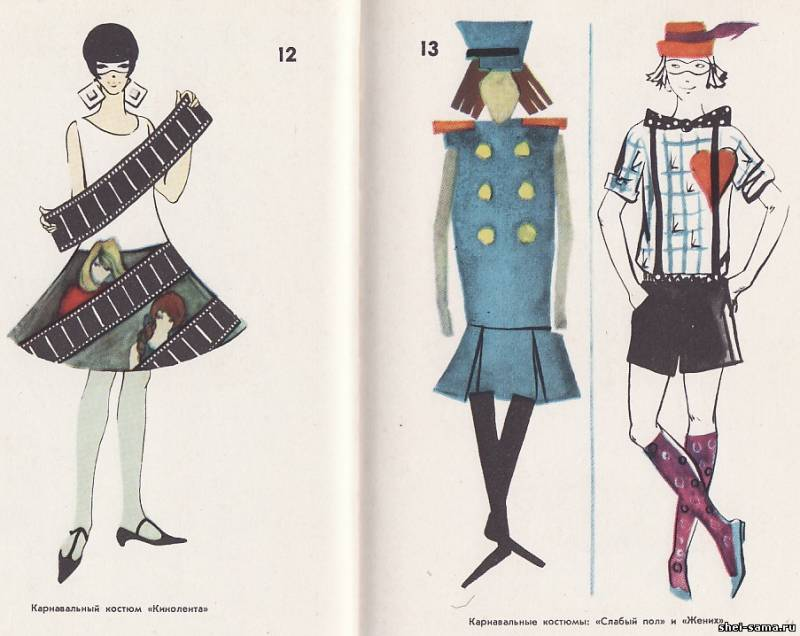 12
13
Карнавальный костюм «Кинолента»
Карнавальные костюмы: «Слабый пол» и «Жених».
shei-sama.ru